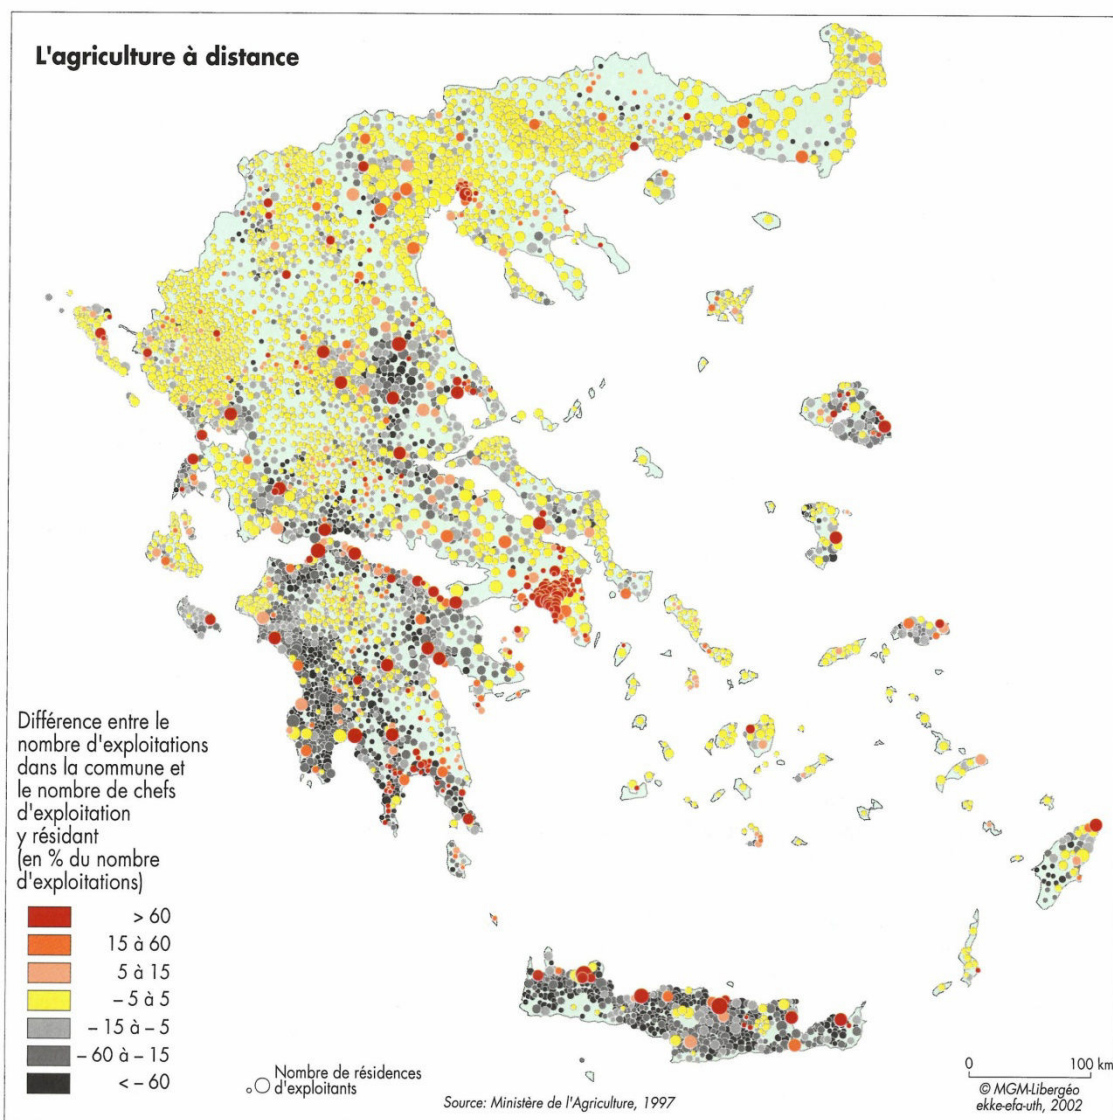 L'agriculture à distance
Différence entre le
nombre d'exploitations
dans la commune et
le nombre de chefs
d'exploitation
y résidant
(en % du nombre
d'exploitations)
> 60
15 à 60
5 à 15
– 5 à 5
– 15 à – 5
– 60 à – 15
< – 60
Nombre de résidences
d'exploitants
Source: Ministère de l'Agriculture, 1997
0 100 km
© MGM-Libergéo
ekke-efa-uth, 2002